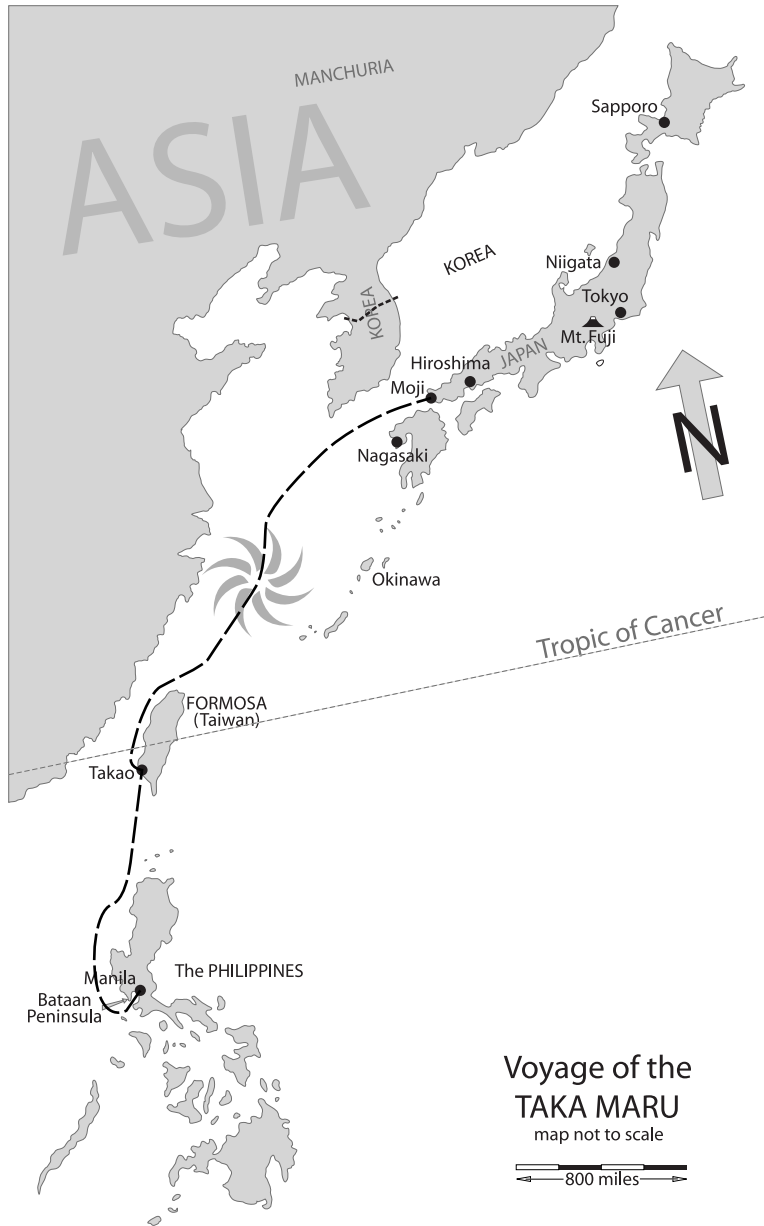 MANCHURIA
ASIA
Sapporo
KOREA
Niigata
KOREA
Tokyo
Mt. Fuji
JAPAN
Hiroshima
Moji
Nagasaki
N
Okinawa
Tropic of Cancer
FORMOSA
(Taiwan)
Takao
The PHILIPPINES
Manila
Bataan
Peninsula
Voyage of the
TAKA MARU
map not to scale
800 miles